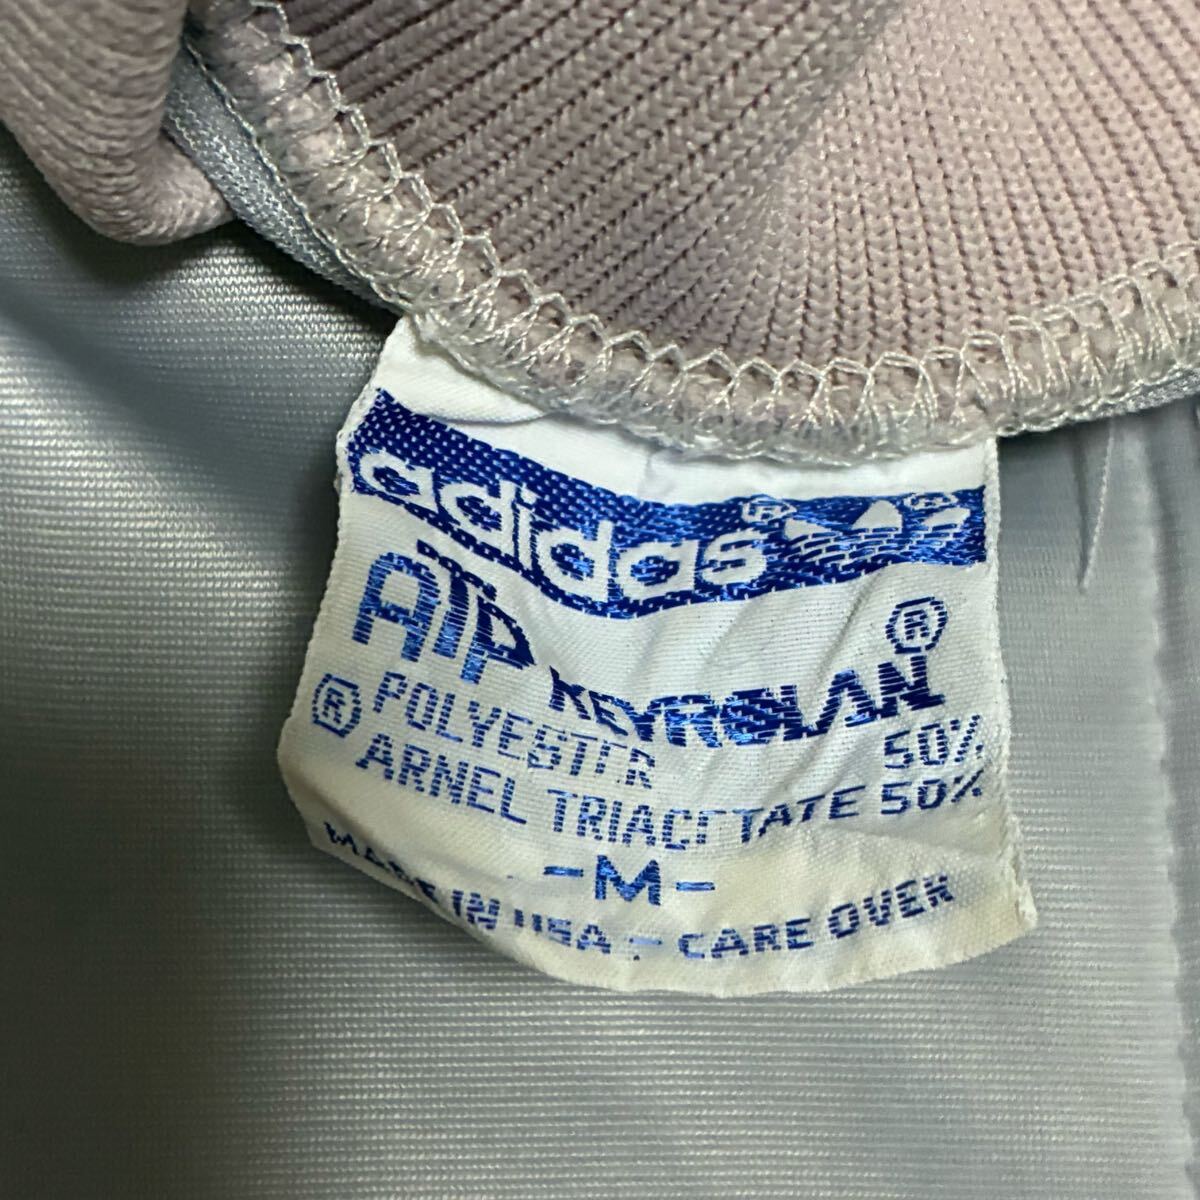 adidas ® ®
ATP KEYROLAN ®
POLYESTER 50%
® ARNEL TRIACETATE 50%
-M-
MADE IN USA - CARE OVER